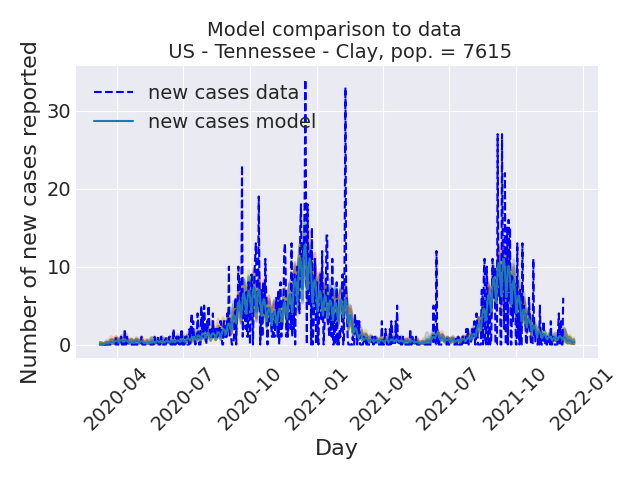 Model comparison to data
US - Tennessee - Clay, pop. = 7615
Number of new cases reported
new cases data
new cases model
30
20
10
0
2020-04
2020-07
2020-10
2021-01
2021-04
2021-07
2021-10
2022-01
Day